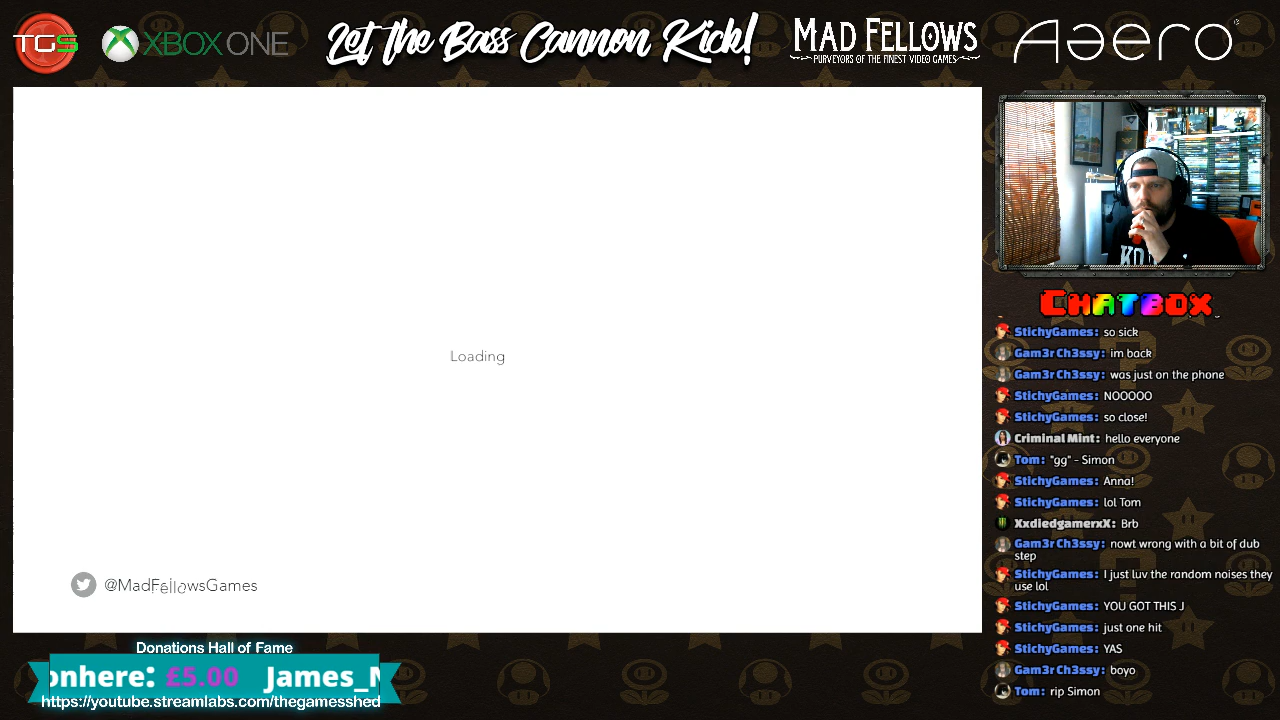 TGS
XBOX ONE
Let the Bass Cannon Kick!
MAD FELLOWS
PURVEYORS OF THE FINEST VIDEO GAMES
Aaero
Loading
@MadFellowsGames
CHATBOX
StichyGames: so sick
Gam3r Ch3ssy: im back
Gam3r Ch3ssy: was just on the phone
StichyGames: NOOOOO
StichyGames: so close!
Criminal Mint: hello everyone
Tom: "gg" - Simon
StichyGames: Anna!
StichyGames: lol Tom
XxdiedgamerxX: Brb
Gam3r Ch3ssy: nowt wrong with a bit of dub
step
StichyGames: I just luv the random noises they
use lol
StichyGames: YOU GOT THIS J
StichyGames: just one hit
StichyGames: YAS
Gam3r Ch3ssy: boyo
Tom: rip Simon
Donations Hall of Fame
onhere: £5.00 James_
https://youtube.streamlabs.com/thegamesshed